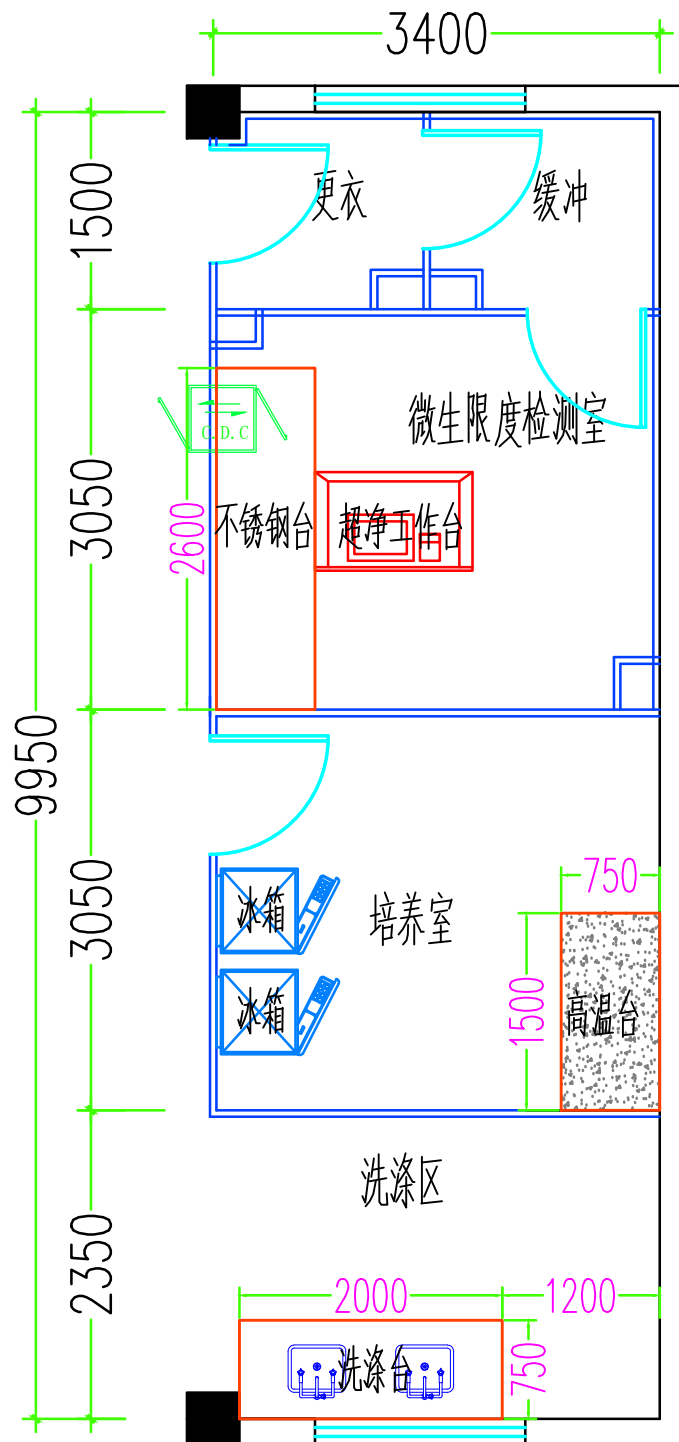 3400
更衣
缓冲
1500
微生限度检测室
C.D.C
3050
2600
不锈钢台
超净工作台
9950
750
3050
冰箱
培养室
冰箱
1500
高温台
洗涤区
2350
2000
1200
洗涤台
750